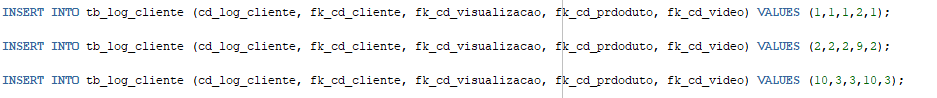 INSERT INTO tb_log_cliente (cd_log_cliente, fk_cd_cliente, fk_cd_visualizacao, fk_cd_prdoduto, fk_cd_video) VALUES (1,1,1,2,1);
INSERT INTO tb_log_cliente (cd_log_cliente, fk_cd_cliente, fk_cd_visualizacao, fk_cd_prdoduto, fk_cd_video) VALUES (2,2,2,9,2);
INSERT INTO tb_log_cliente (cd_log_cliente, fk_cd_cliente, fk_cd_visualizacao, fk_cd_prdoduto, fk_cd_video) VALUES (10,3,3,10,3);